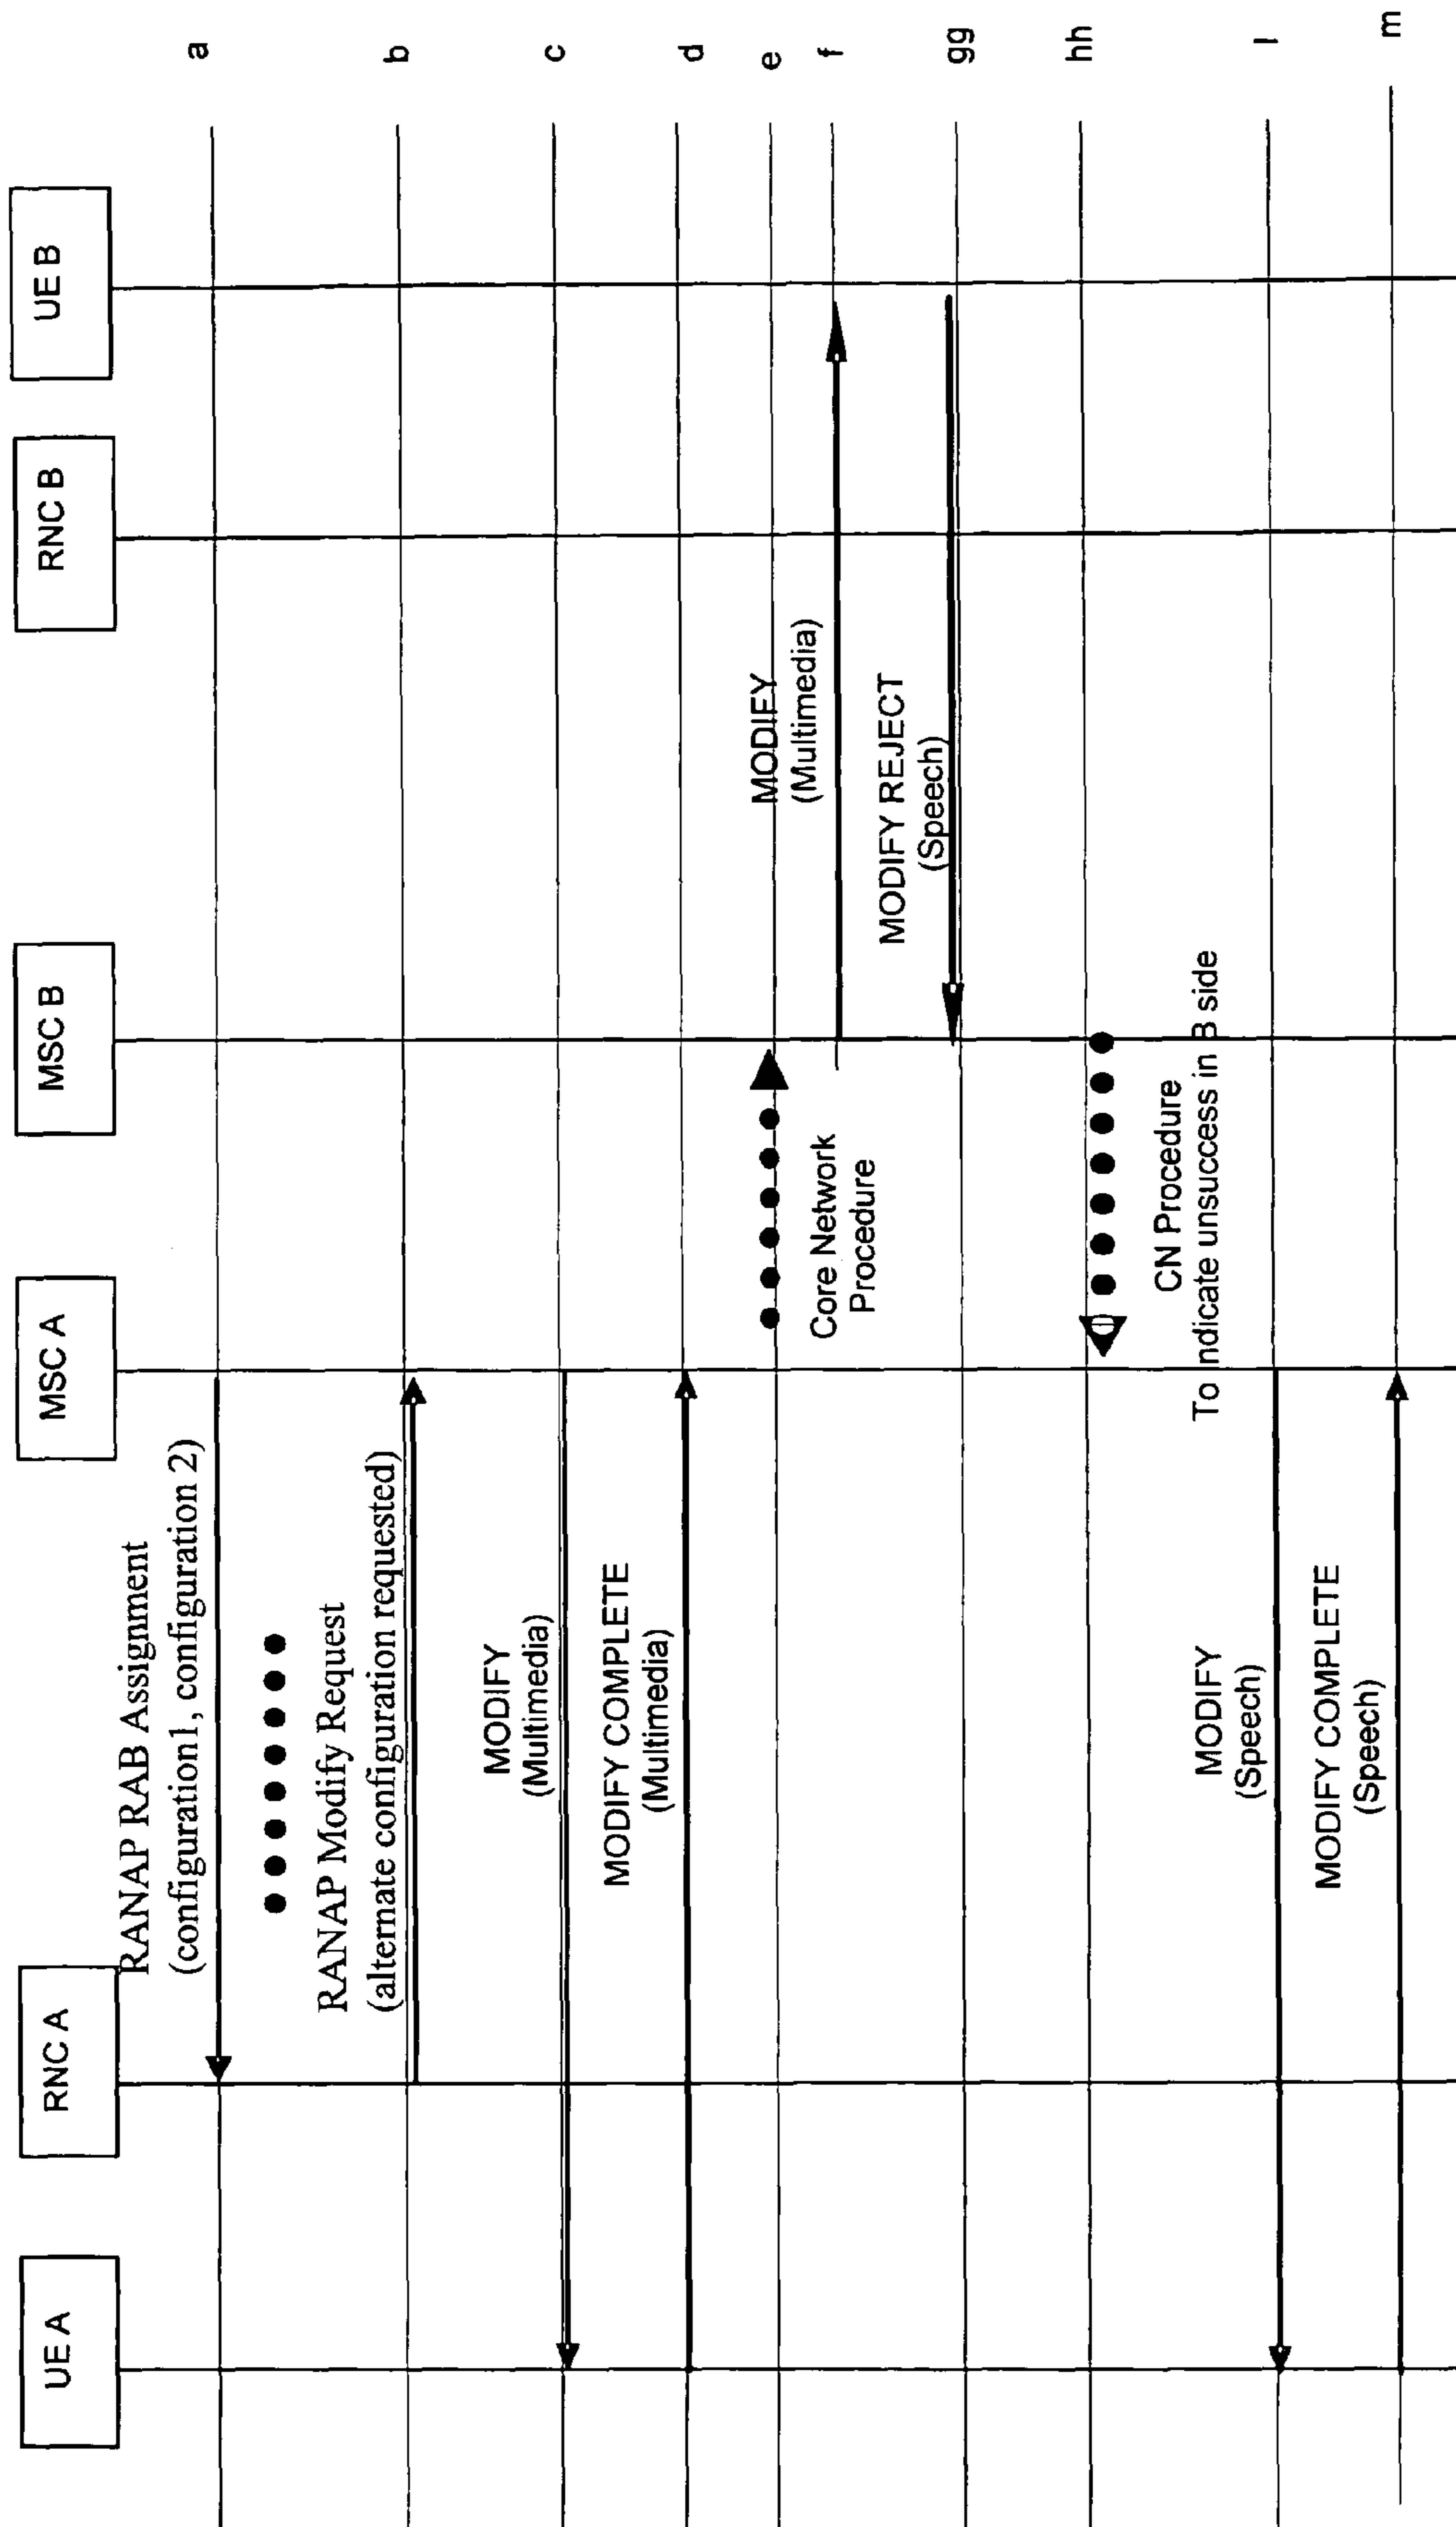 UE A
RNC A
MSC A
MSC B
RNC B
UE B
RANAP RAB Assignment
(configuration1, configuration 2)
a
RANAP Modify Request
(alternate configuration requested)
b
MODIFY
(Multimedia)
c
MODIFY COMPLETE
(Multimedia)
d
Core Network
Procedure
e
MODIFY
(Multimedia)
f
MODIFY REJECT
(Speech)
gg
CN Procedure
To indicate unsuccess in B side
hh
MODIFY
(Speech)
l
MODIFY COMPLETE
(Speech)
m